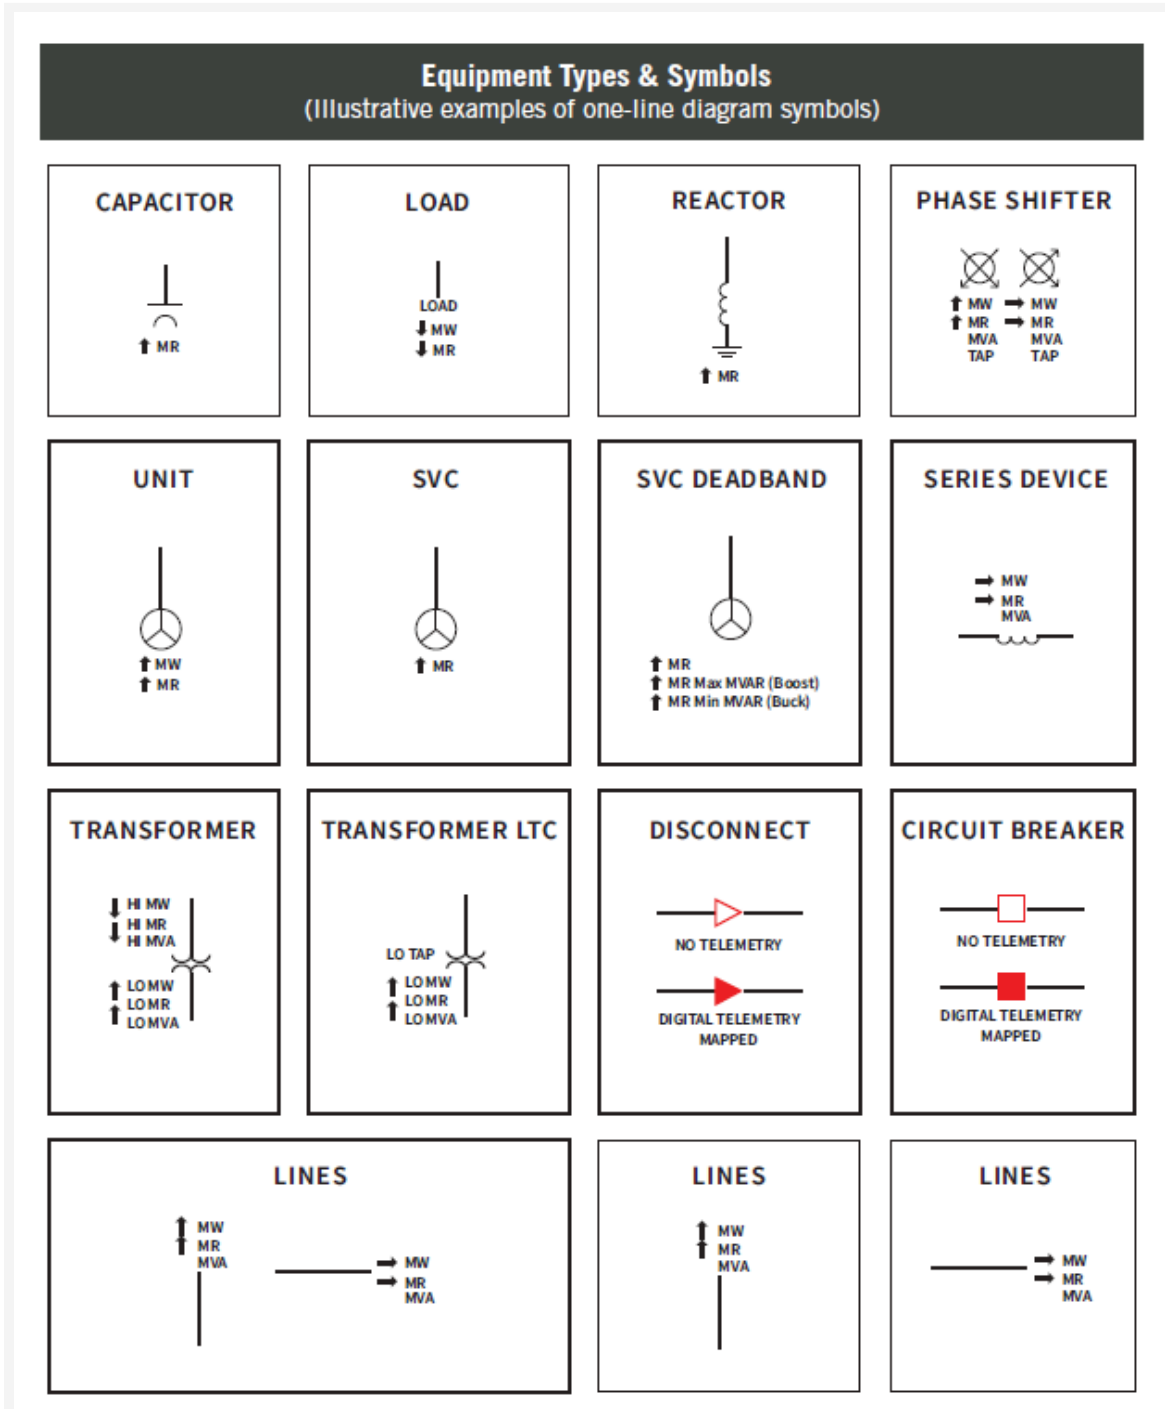 Equipment Types & Symbols
(Illustrative examples of one-line diagram symbols)
CAPACITOR
MR
LOAD
LOAD
MW
MR
REACTOR
MR
PHASE SHIFTER
MW MW
MR MR
MVA MVA
TAP TAP
UNIT
MW
MR
SVC
MR
SVC DEADBAND
MR
MR Max MVAR (Boost)
MR Min MVAR (Buck)
SERIES DEVICE
MW
MR
MVA
TRANSFORMER
HI MW
HI MR
HI MVA
LO MW
LO MR
LO MVA
TRANSFORMER LTC
LO TAP
LO MW
LO MR
LO MVA
DISCONNECT
NO TELEMETRY
DIGITAL TELEMETRY
MAPPED
CIRCUIT BREAKER
NO TELEMETRY
DIGITAL TELEMETRY
MAPPED
LINES
MW
MR
MVA
MW
MR
MVA
LINES
MW
MR
MVA
LINES
MW
MR
MVA